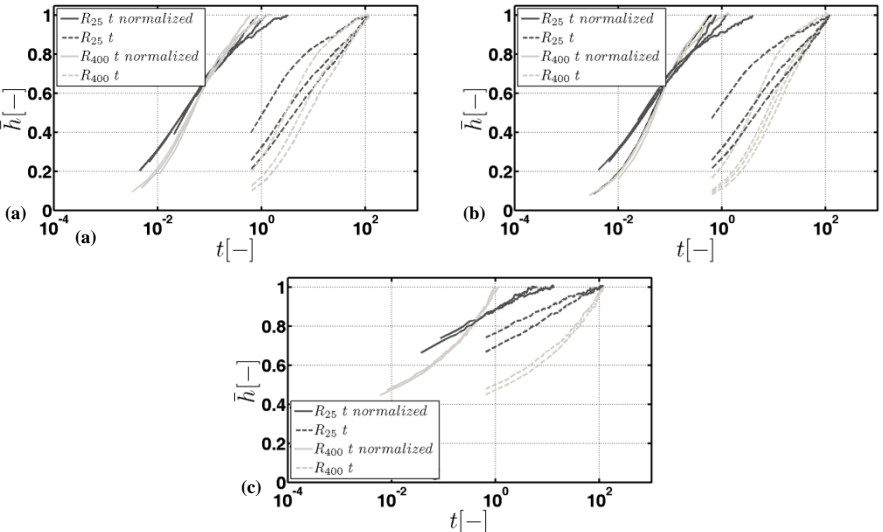 R25 t normalized
R25 t
R400 t normalized
R400 t
1
0.8
0.6
0.4
0.2
0
h̄[−]
10^-4
10^-2
10^0
10^2
t[−]
(a)
(a)
R25 t normalized
R25 t
R400 t normalized
R400 t
1
0.8
0.6
0.4
0.2
0
h̄[−]
10^-4
10^-2
10^0
10^2
t[−]
(b)
1
0.8
0.6
0.4
0.2
0
h̄[−]
R25 t normalized
R25 t
R400 t normalized
R400 t
(c)
10^-4
10^-2
10^0
10^2
t[−]